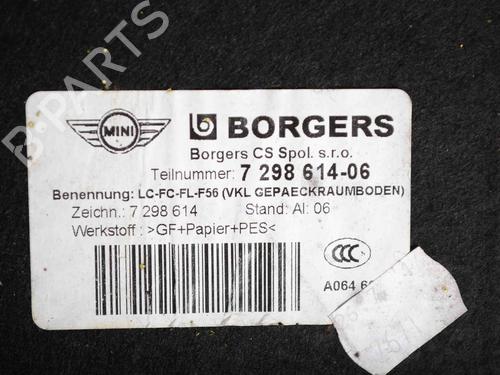 B-PARTS
MINI BORGERS
Borgers CS Spol. s.r.o.
Teilnummer: 7 298 614-06
Benennung: LC-FC-FL-F56 (VKL GEPAECKRAUMBODEN)
Zeichn.: 7 298 614 Stand: AI: 06
Werkstoff : >GF+Papier+PES<
CCC
A064